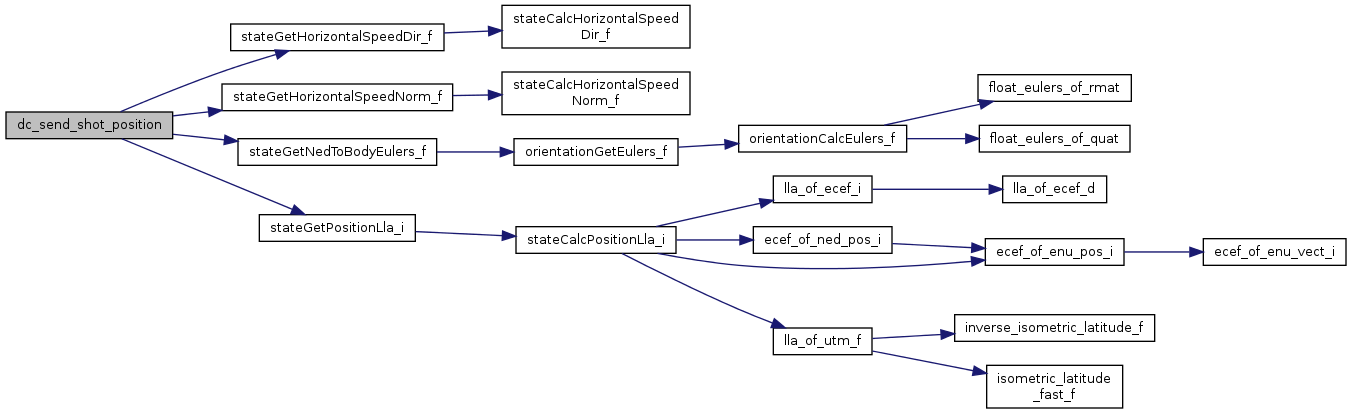 dc_send_shot_position
stateGetHorizontalSpeedDir_f
stateCalcHorizontalSpeed
Dir_f
stateGetHorizontalSpeedNorm_f
stateCalcHorizontalSpeed
Norm_f
stateGetNedToBodyEulers_f
orientationGetEulers_f
orientationCalcEulers_f
float_eulers_of_rmat
float_eulers_of_quat
stateGetPositionLla_i
stateCalcPositionLla_i
lla_of_ecef_i
lla_of_ecef_d
ecef_of_ned_pos_i
ecef_of_enu_pos_i
ecef_of_enu_vect_i
lla_of_utm_f
inverse_isometric_latitude_f
isometric_latitude
_fast_f